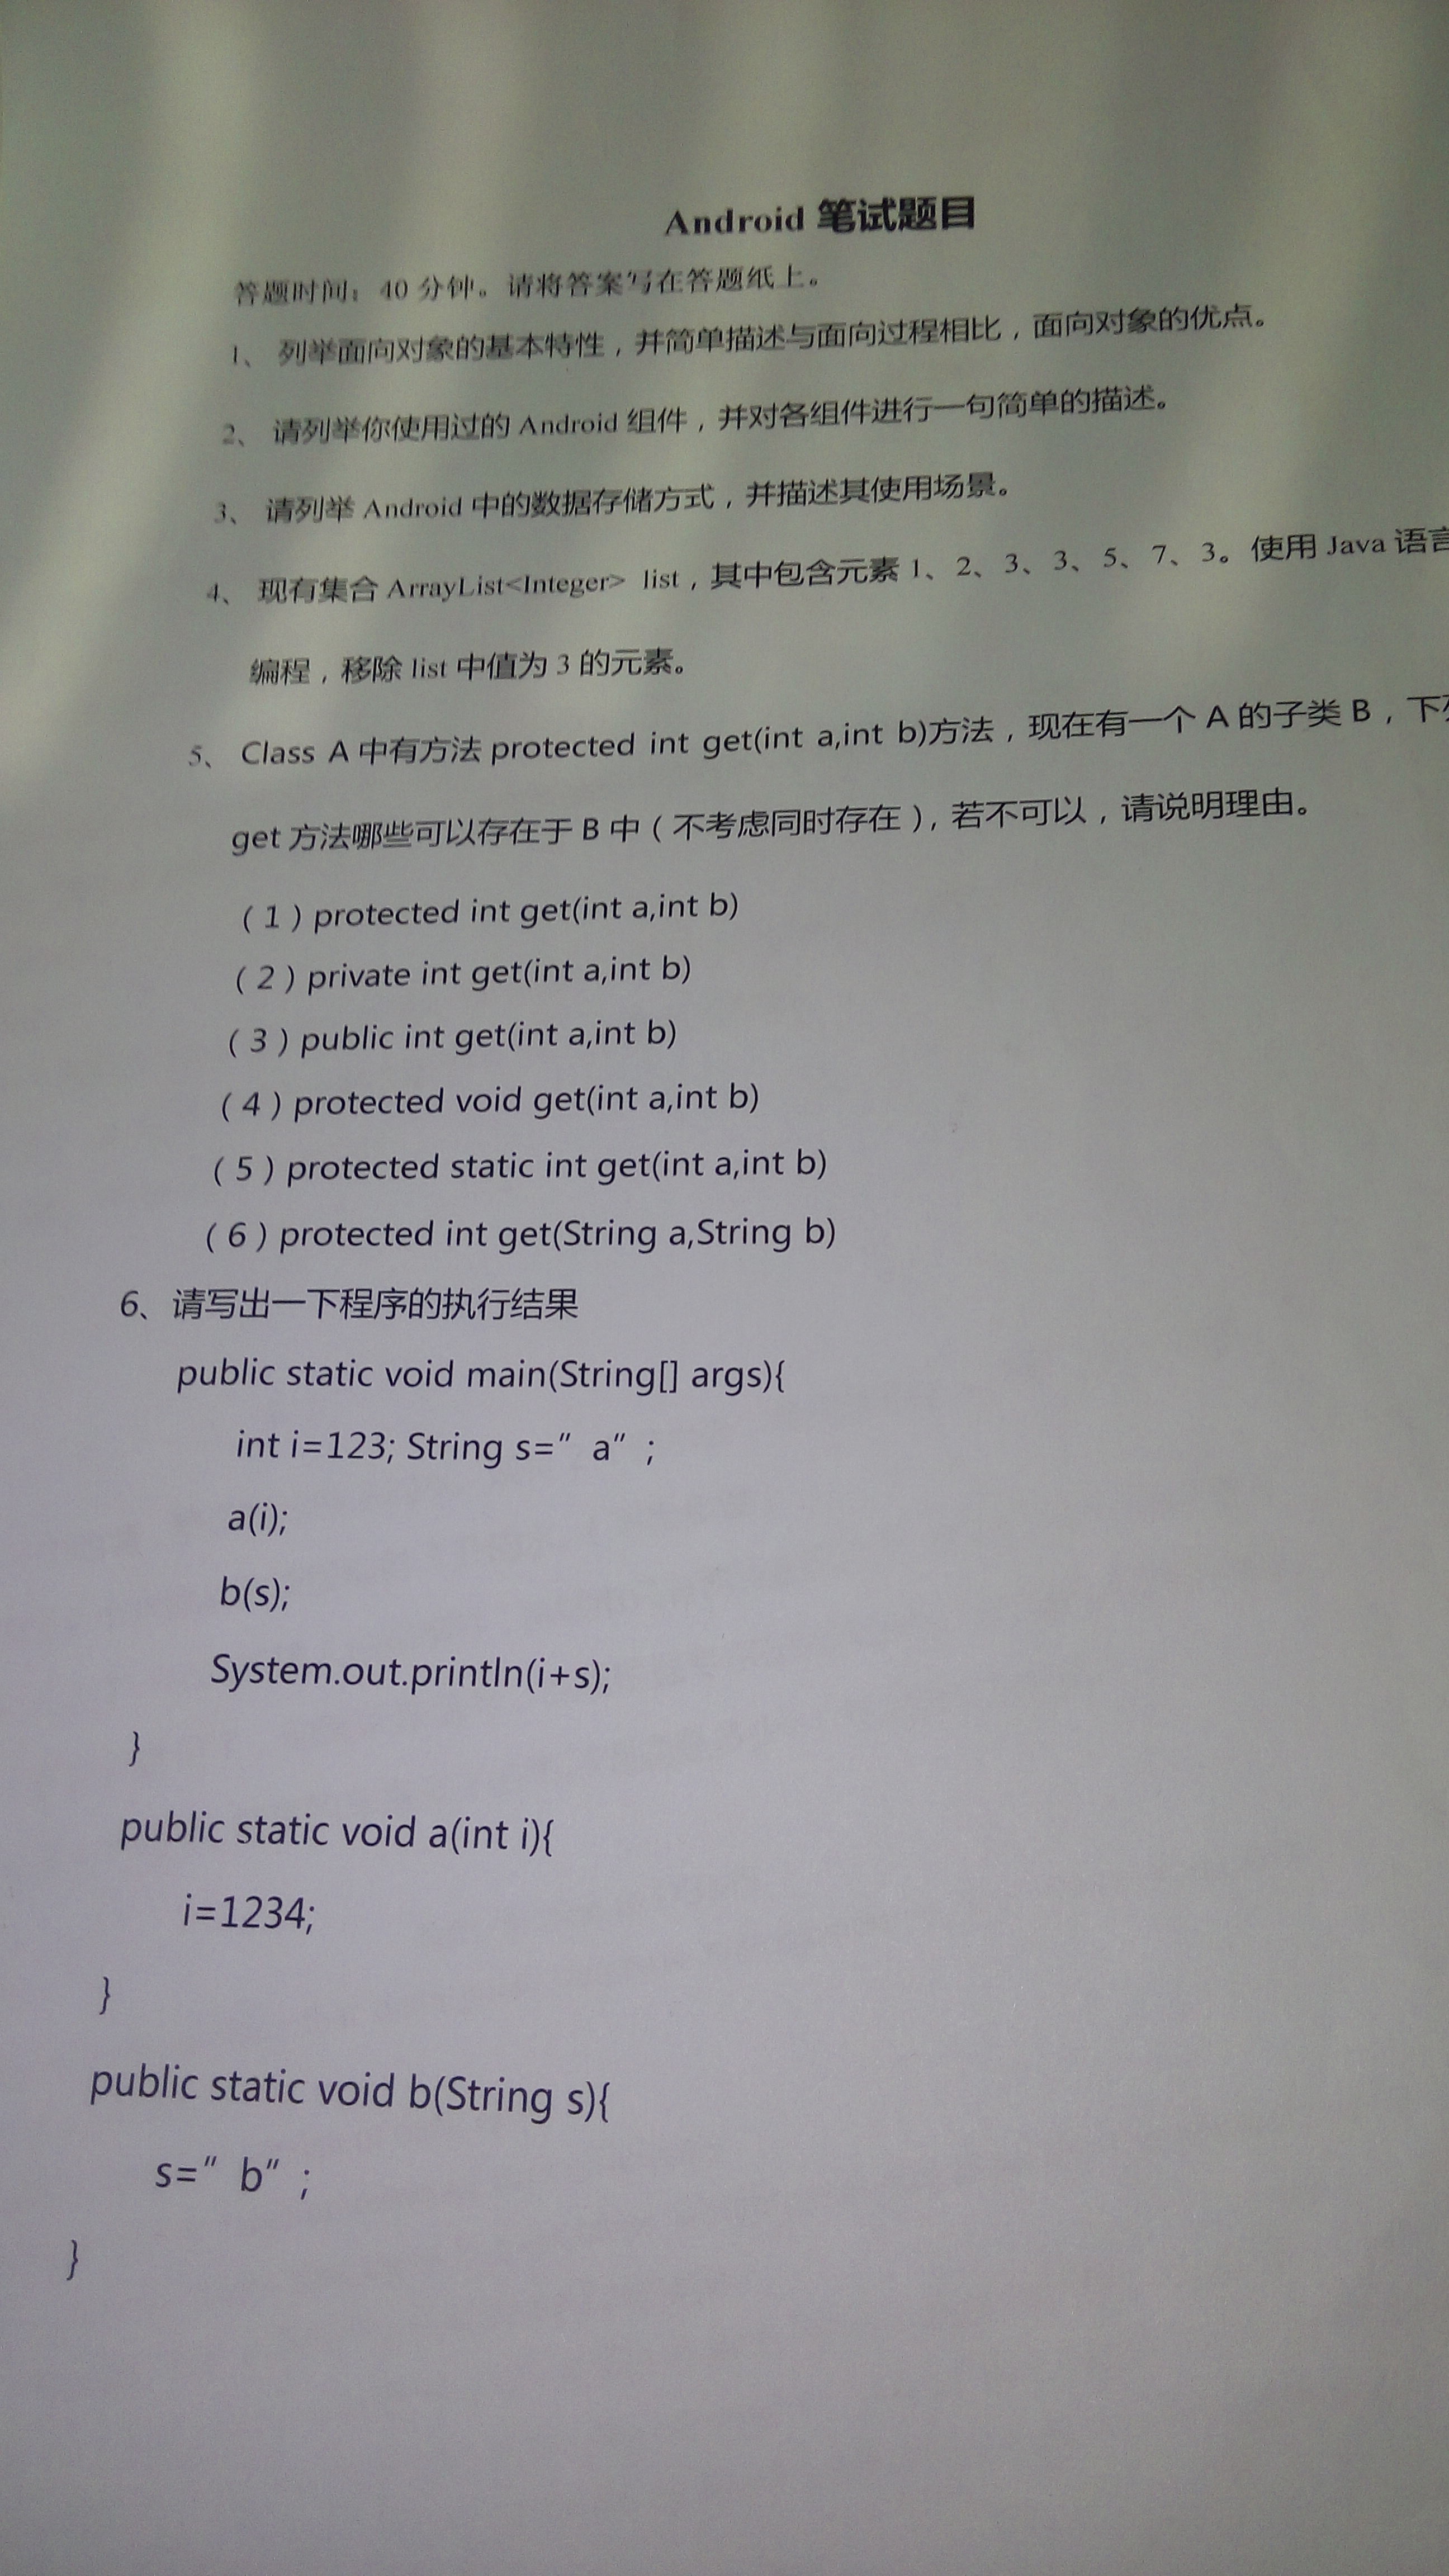 Android 笔试题目
答题时间：40 分钟。请将答案写在答题纸上。
1、 列举面向对象的基本特性，并简单描述与面向过程相比，面向对象的优点。
2、 请列举你使用过的 Android 组件，并对各组件进行一句简单的描述。
3、 请列举 Android 中的数据存储方式，并描述其使用场景。
4、 现有集合 ArrayList<Integer> list，其中包含元素 1、2、3、3、5、7、3。使用 Java 语言
编程，移除 list 中值为 3 的元素。
5、 Class A 中有方法 protected int get(int a,int b)方法，现在有一个 A 的子类 B，下
get 方法哪些可以存在于 B 中（不考虑同时存在），若不可以，请说明理由。
（1）protected int get(int a,int b)
（2）private int get(int a,int b)
（3）public int get(int a,int b)
（4）protected void get(int a,int b)
（5）protected static int get(int a,int b)
（6）protected int get(String a,String b)
6、请写出一下程序的执行结果
public static void main(String[] args){
int i=123; String s=”a”;
a(i);
b(s);
System.out.println(i+s);
}
public static void a(int i){
i=1234;
}
public static void b(String s){
s=”b”;
}